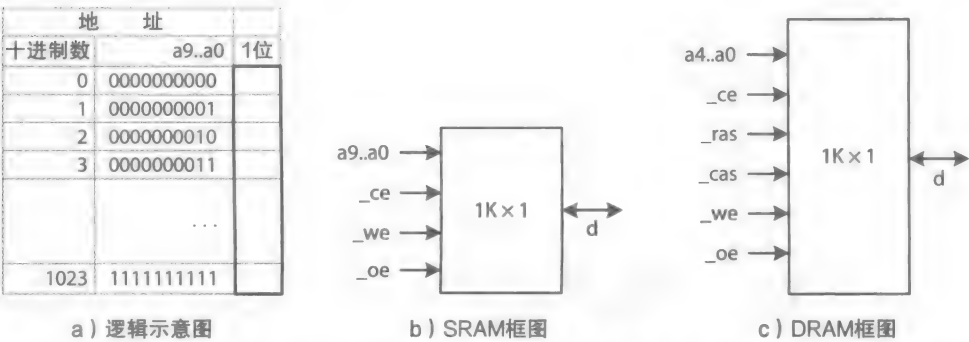 地 址
十进制数 a9..a0 1位
0 0000000000
1 0000000001
2 0000000010
3 0000000011
...
1023 1111111111
a）逻辑示意图
a9..a0
_ce
_we
_oe
1K×1
d
b）SRAM框图
a4..a0
_ce
_ras
_cas
_we
_oe
1K×1
d
c）DRAM框图